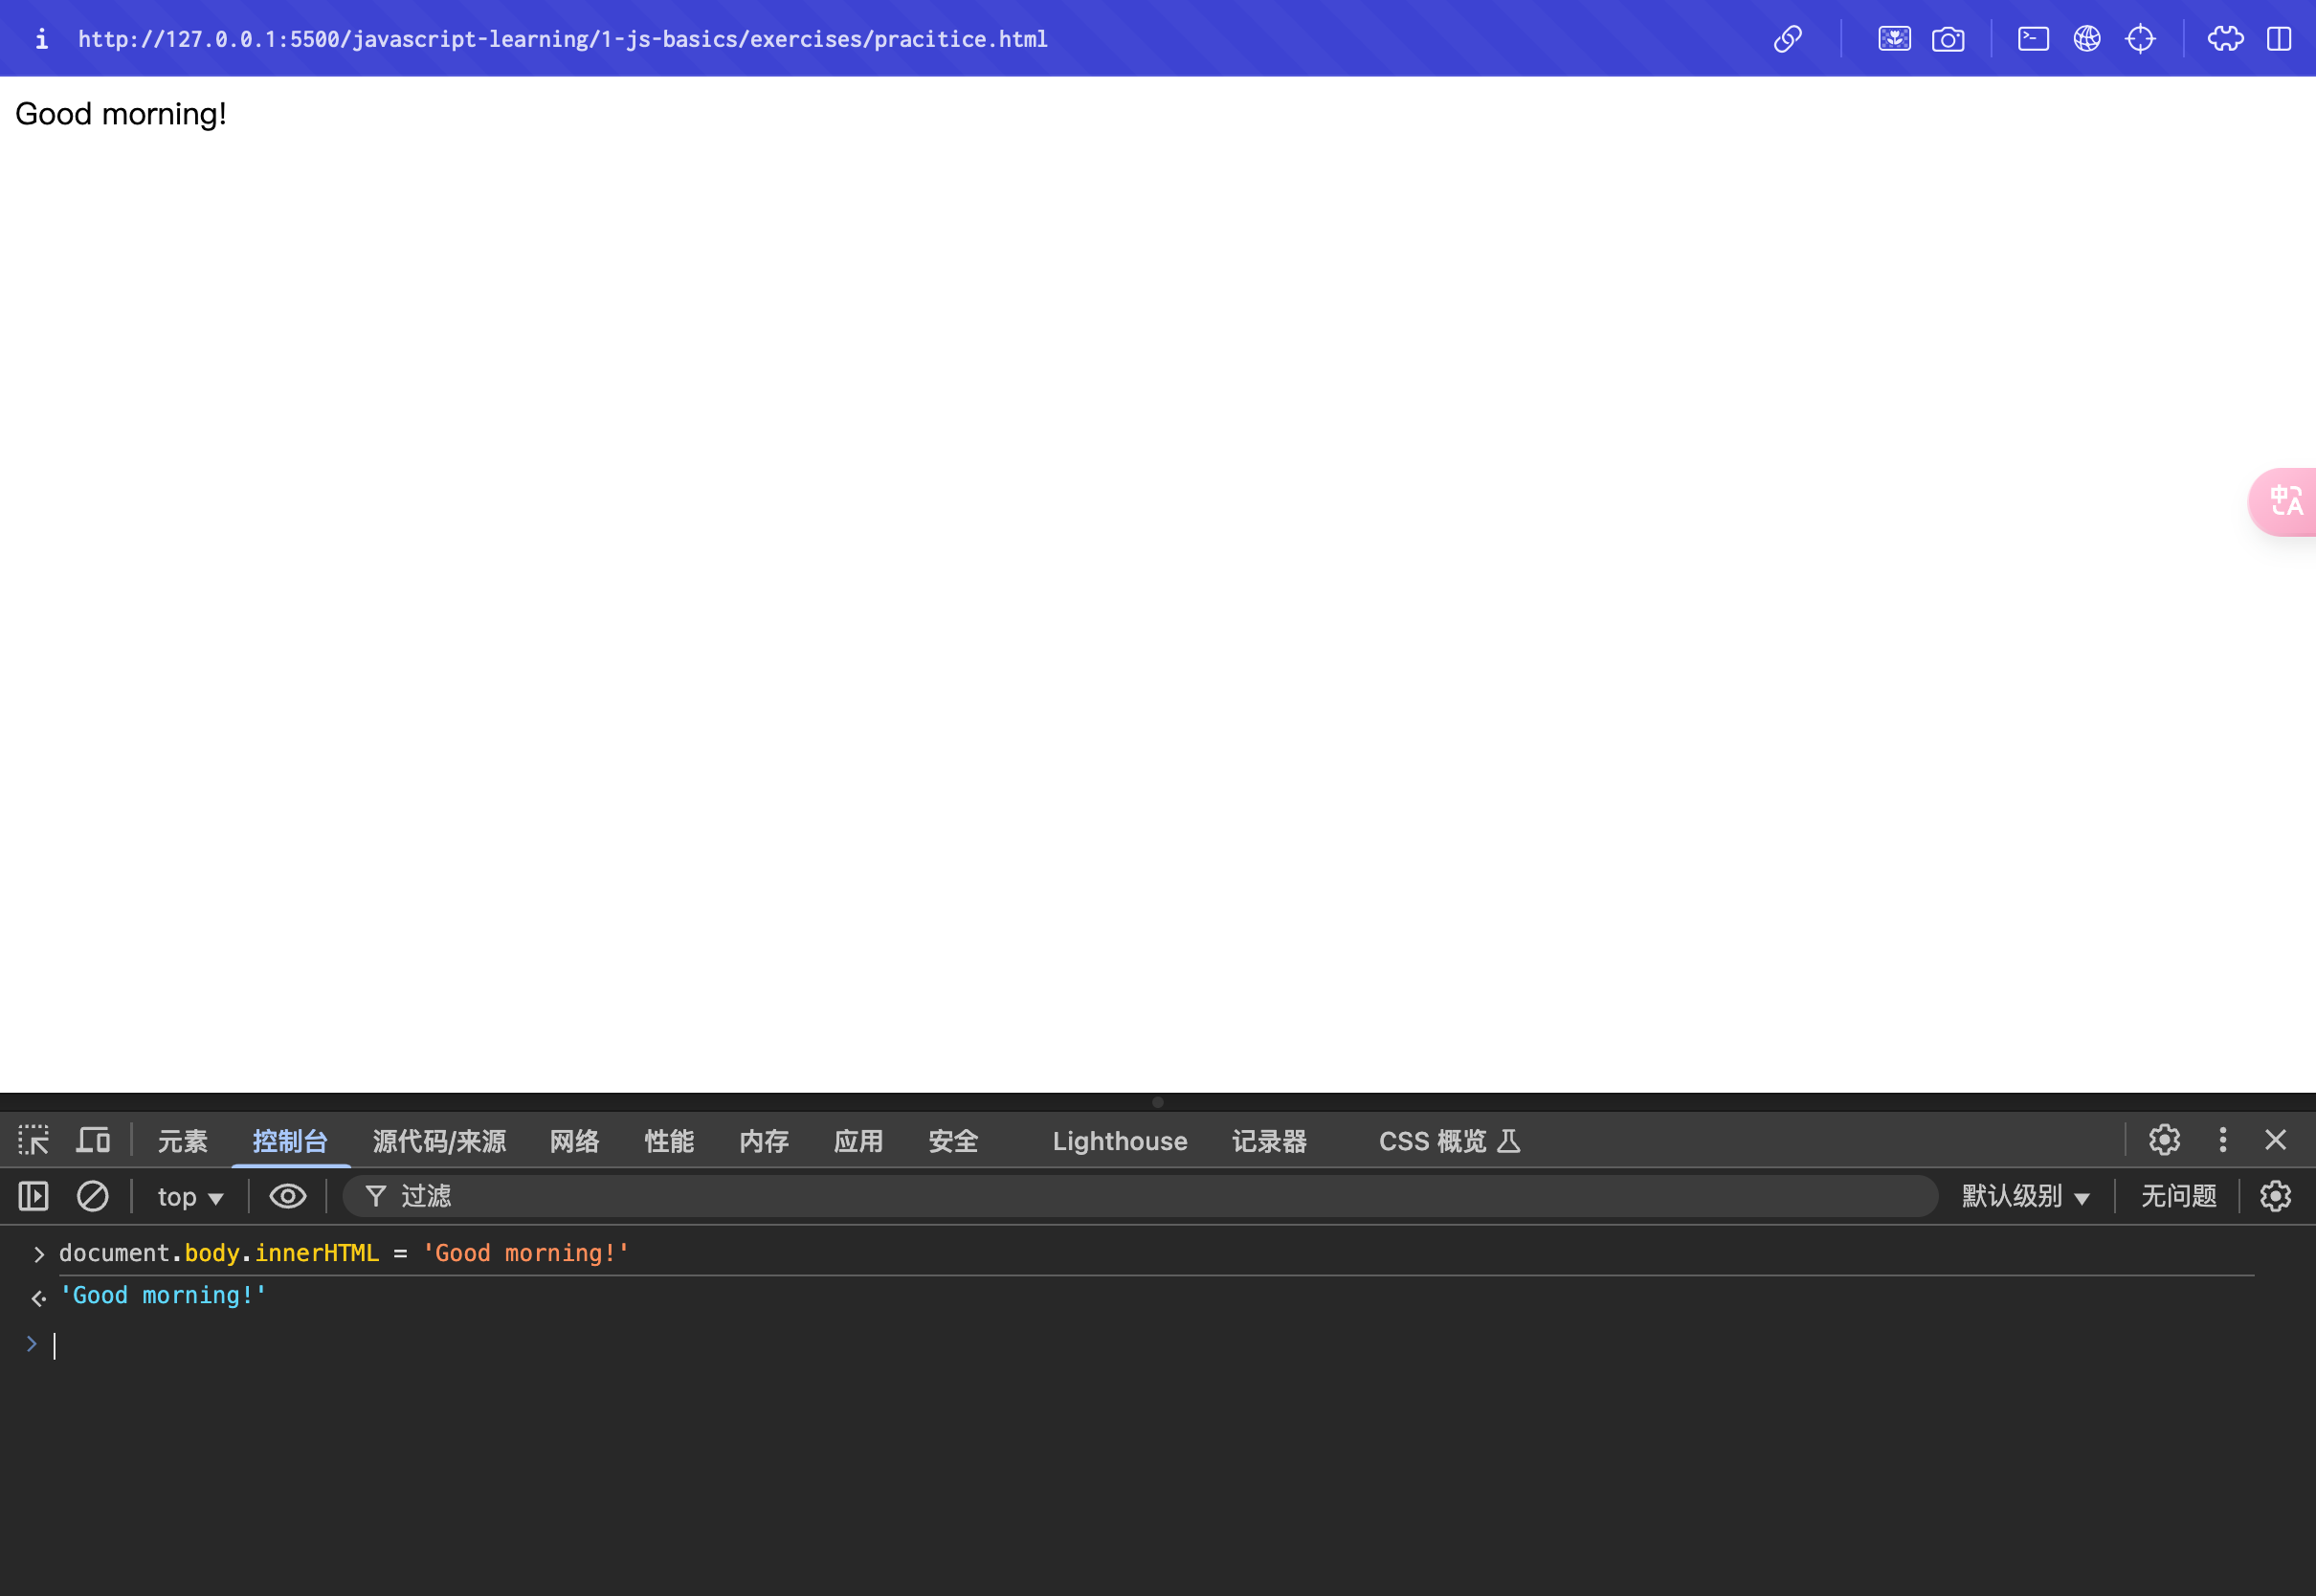 http://127.0.0.1:5500/javascript-learning/1-js-basics/exercises/pracitice.html
Good morning!
中A
元素 控制台 源代码/来源 网络 性能 内存 应用 安全 Lighthouse 记录器 CSS 概览
top 过滤 默认级别 无问题
document.body.innerHTML = 'Good morning!'
'Good morning!'